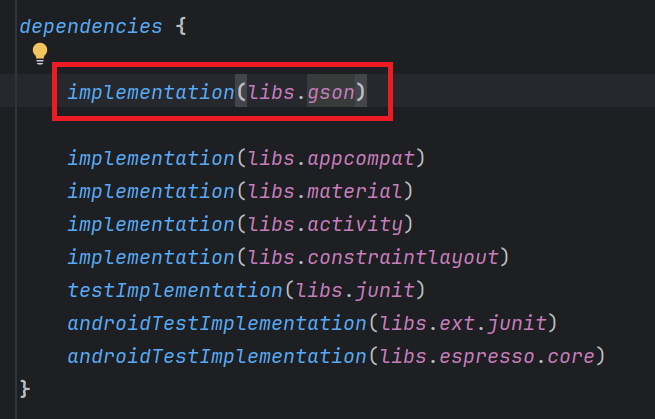 dependencies {
implementation(libs.gson)
implementation(libs.appcompat)
implementation(libs.material)
implementation(libs.activity)
implementation(libs.constraintlayout)
testImplementation(libs.junit)
androidTestImplementation(libs.ext.junit)
androidTestImplementation(libs.espresso.core)
}